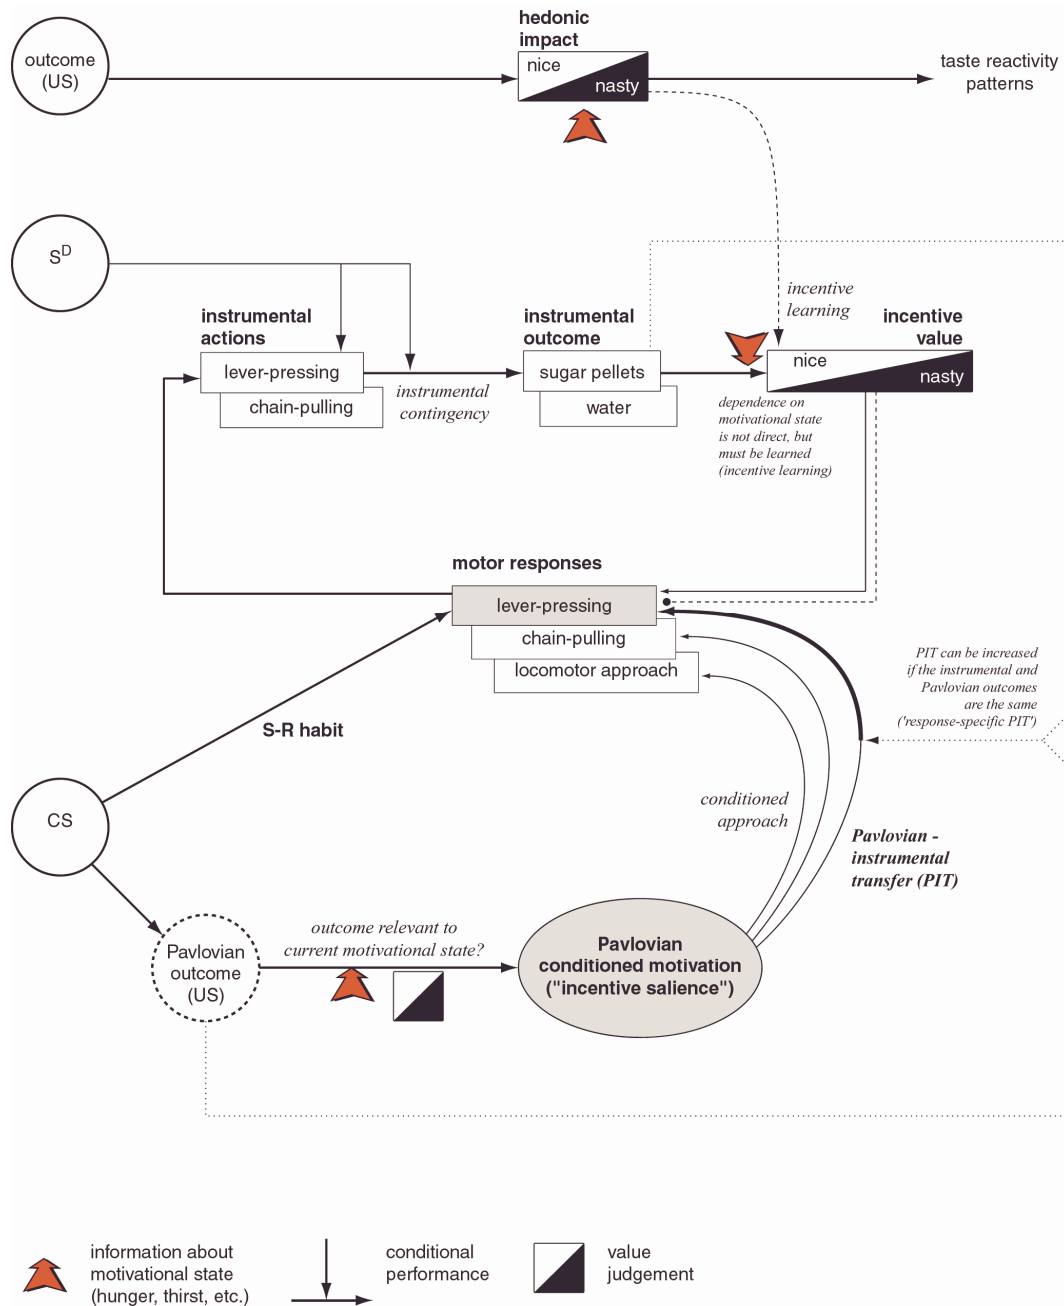 hedonic
impact
outcome
(US)
nice
nasty
taste reactivity
patterns
S^D
incentive
learning
instrumental
actions
instrumental
outcome
incentive
value
lever-pressing
chain-pulling
instrumental
contingency
sugar pellets
water
nice
nasty
dependence on
motivational state
is not direct, but
must be learned
(incentive learning)
motor responses
lever-pressing
chain-pulling
locomotor approach
PIT can be increased
if the instrumental and
Pavlovian outcomes
are the same
('response-specific PIT')
S-R habit
CS
conditioned
approach
Pavlovian -
instrumental
transfer (PIT)
outcome relevant to
current motivational state?
Pavlovian
outcome
(US)
Pavlovian
conditioned motivation
("incentive salience")
information about
motivational state
(hunger, thirst, etc.)
conditional
performance
value
judgement